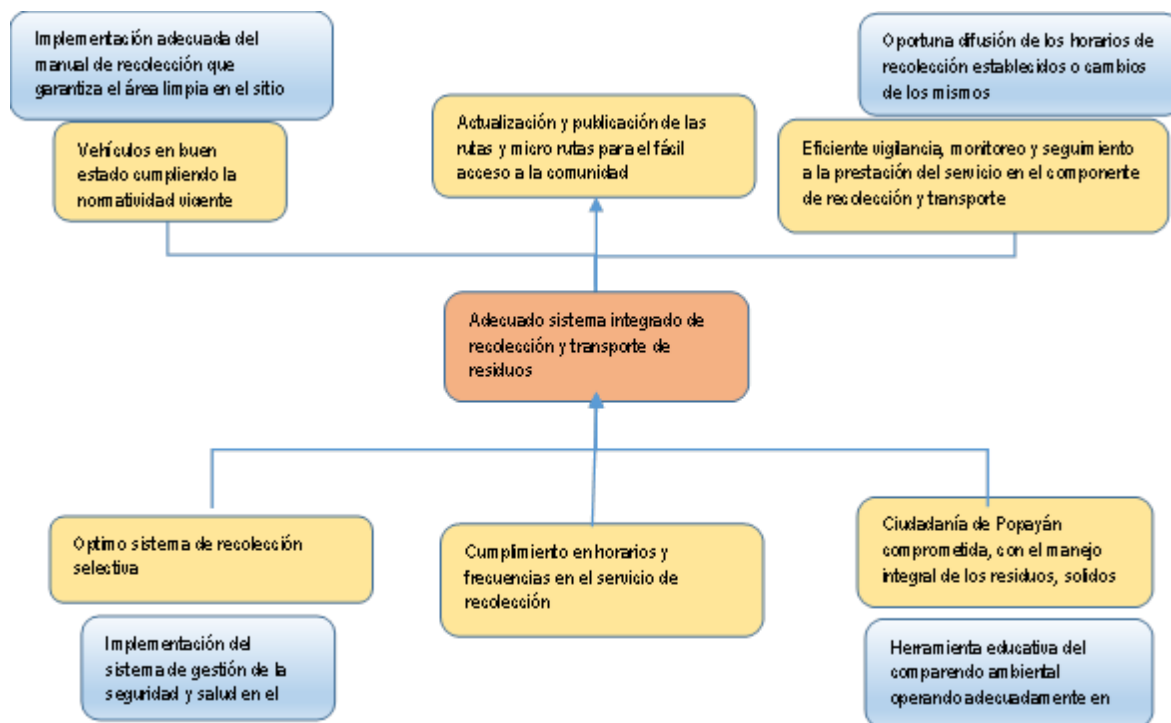 Implementación adecuada del
manual de recolección que
garantiza el área limpia en el sitio
Oportuna difusión de los horarios de
recolección establecidos o cambios
de los mismos
Vehículos en buen
estado cumpliendo la
normatividad vicente
Actualización y publicación de las
rutas y micro rutas para el fácil
acceso a la comunidad
Eficiente vigilancia, monitoreo y seguimiento
a la prestación del servicio en el componente
de recolección y transporte
Adecuado sistema integrado de
recolección y transporte de
residuos
Optimo sistema de recolección
selectiva
Cumplimiento en horarios y
frecuencias en el servicio de
recolección
Ciudadanía de Popayán
comprometida, con el manejo
integral de los residuos, solidos
Implementación del
sistema de gestión de la
seguridad y salud en el
Herramienta educativa del
comparendo ambiental
operando adecuadamente en